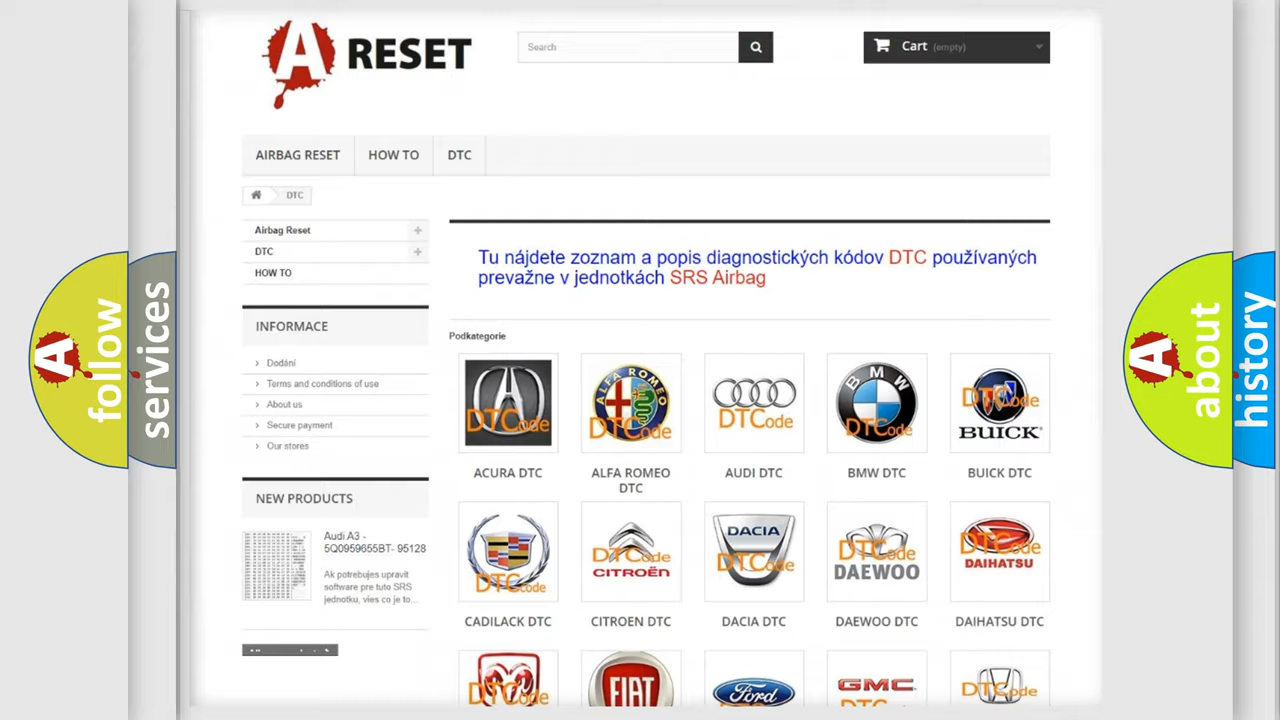 A RESET
Search
Cart (empty)
AIRBAG RESET
HOW TO
DTC
DTC
Airbag Reset
DTC
HOW TO
INFORMACE
Dodání
Terms and conditions of use
About us
Secure payment
Our stores
NEW PRODUCTS
Audi A3 -
5Q0959655BT- 95128
Ak potrebujes upravit
software pre tuto SRS
jednotku, vies co je to...
Tu nájdete zoznam a popis diagnostických kódov DTC používaných
prevažne v jednotkách SRS Airbag
Podkategorie
DTCode
ALFA ROMEO
DTCode
DTCode
BMW
DTCode
DTCode
BUICK
ACURA DTC
ALFA ROMEO
DTC
AUDI DTC
BMW DTC
BUICK DTC
DTCode
DTCode
CITROËN
DACIA
DTCode
DTCode
DAEWOO
DTCode
DAIHATSU
CADILACK DTC
CITROEN DTC
DACIA DTC
DAEWOO DTC
DAIHATSU DTC
DTCode
FIAT
Ford
GMC
DTCode
A follow
services
A about
history